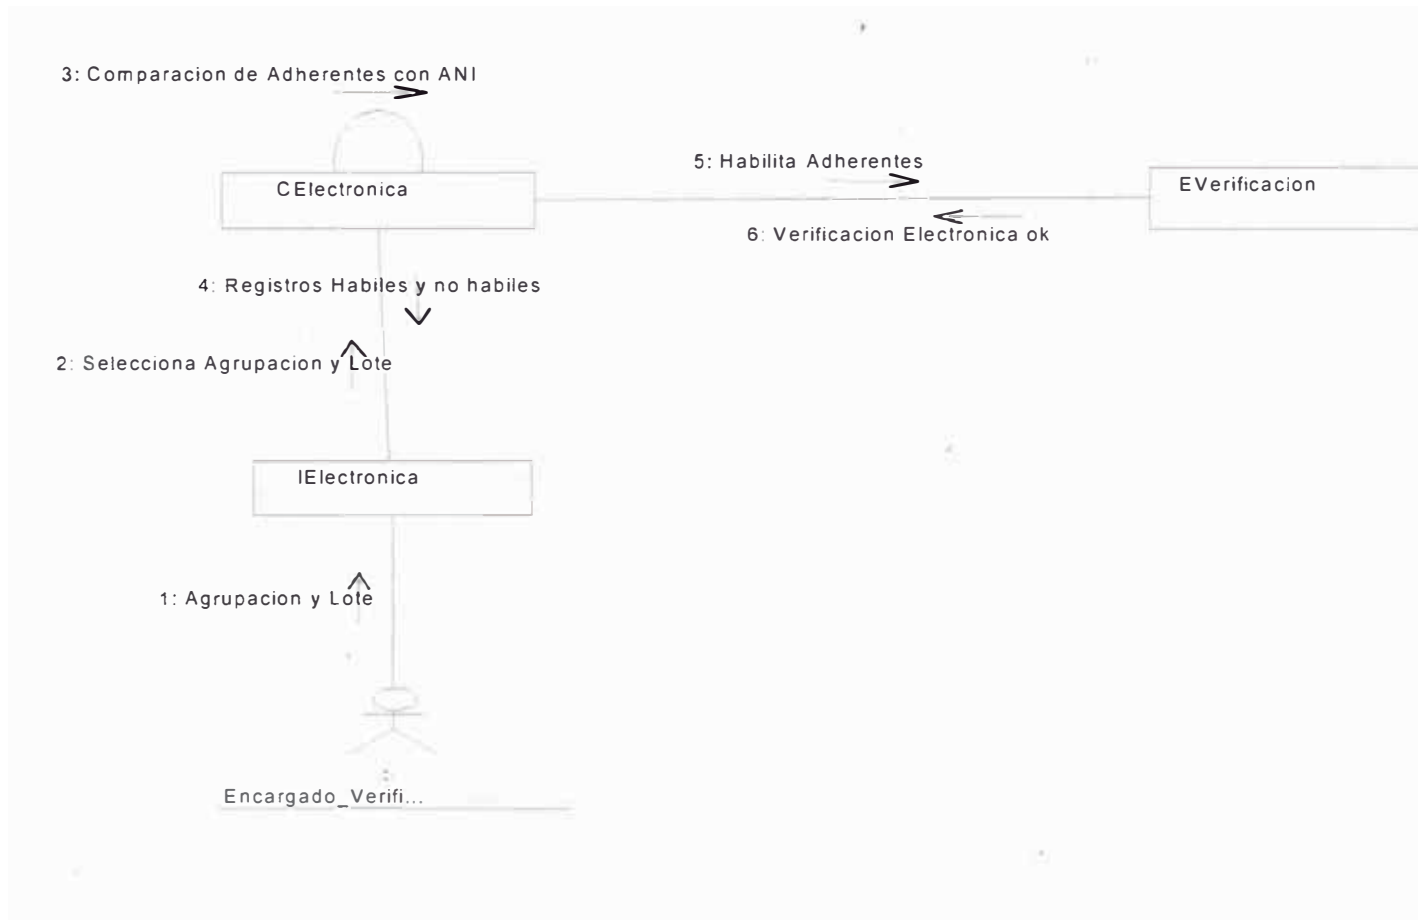 3: Comparacion de Adherentes con ANI
CElectronica
5: Habilita Adherentes
EVerificacion
6: Verificacion Electronica ok
4: Registros Habiles y no habiles
2: Selecciona Agrupacion y Lote
IElectronica
1: Agrupacion y Lote
:
Encargado_Verifi...